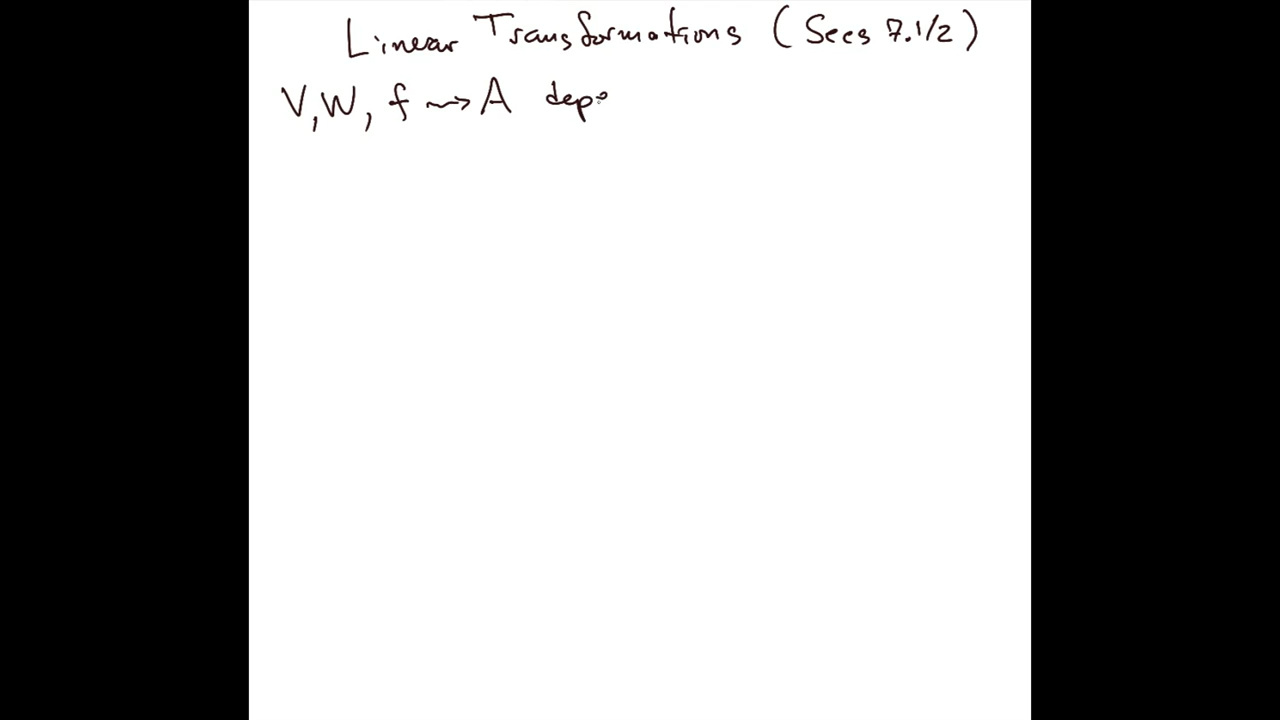 Linear Transformations (Secs 7.1/2)
V, W, f ⇝ A dep